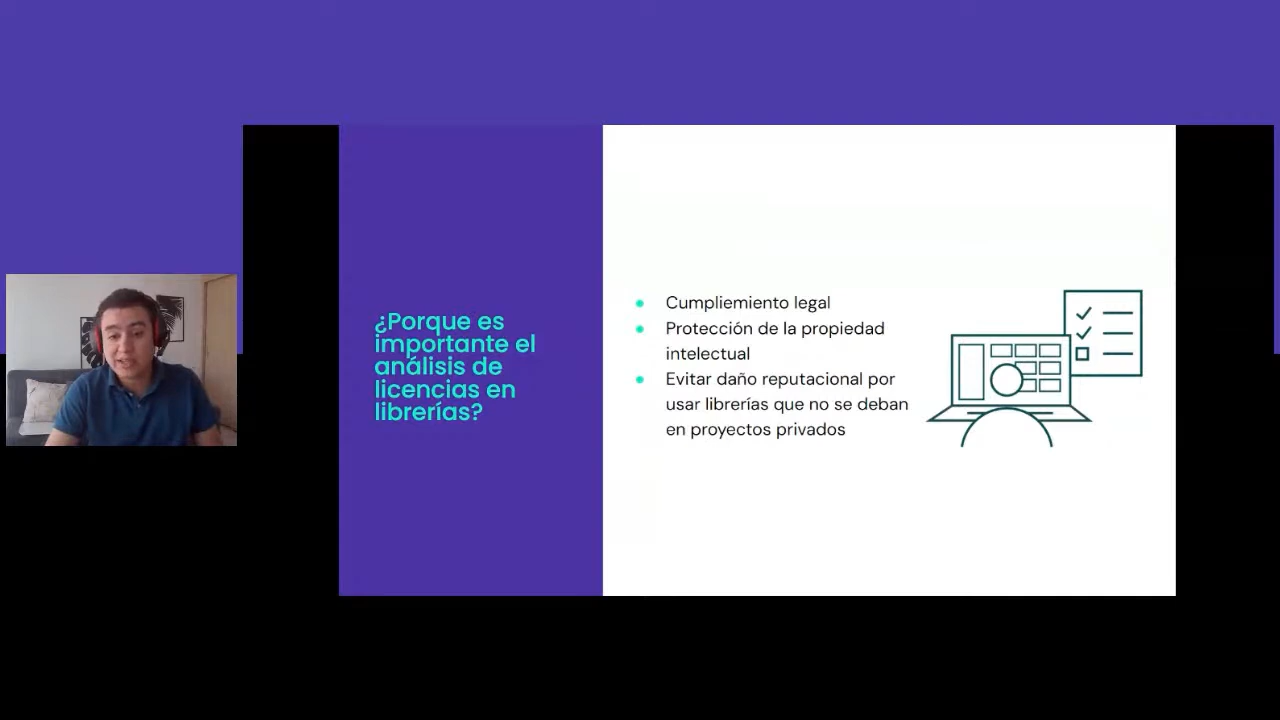 ¿Porque es
importante el
análisis de
licencias en
librerías?
Cumpliemiento legal
Protección de la propiedad
intelectual
Evitar daño reputacional por
usar librerías que no se deban
en proyectos privados